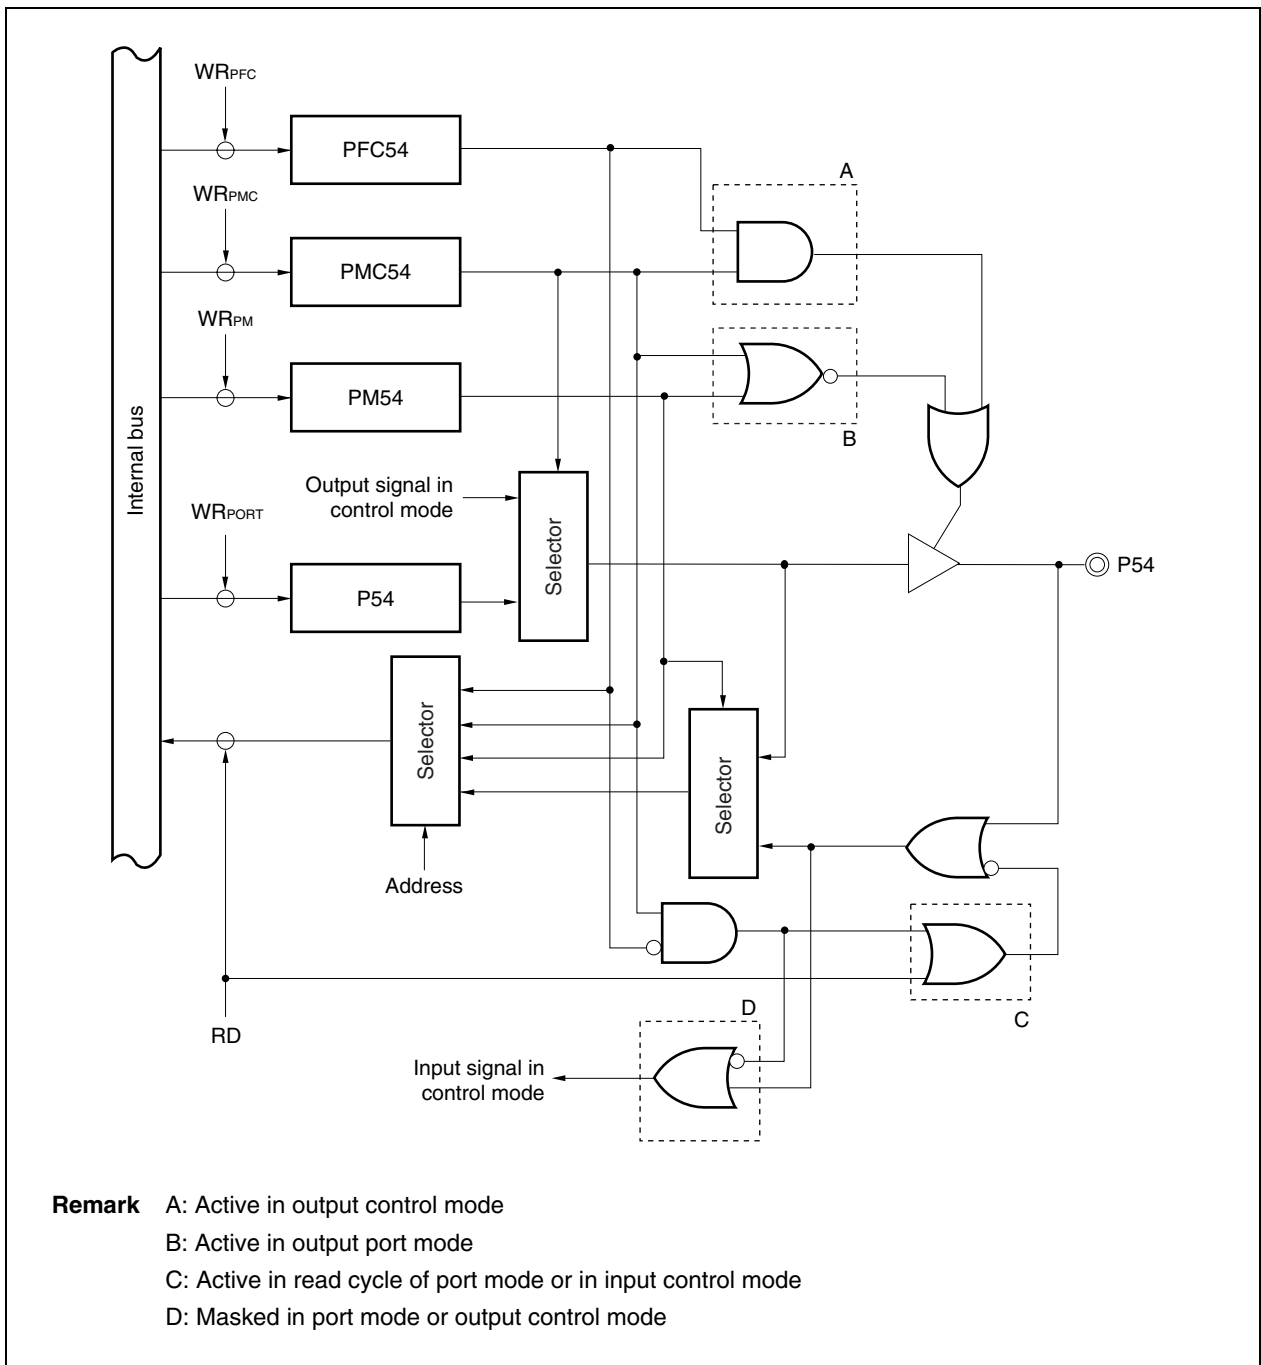 WRPFC
PFC54
A
WRPMC
PMC54
WRPM
PM54
B
Internal bus
Output signal in
control mode
Selector
WRPORT
P54
P54
Selector
Selector
Address
RD
C
D
Input signal in
control mode
Remark A: Active in output control mode
B: Active in output port mode
C: Active in read cycle of port mode or in input control mode
D: Masked in port mode or output control mode